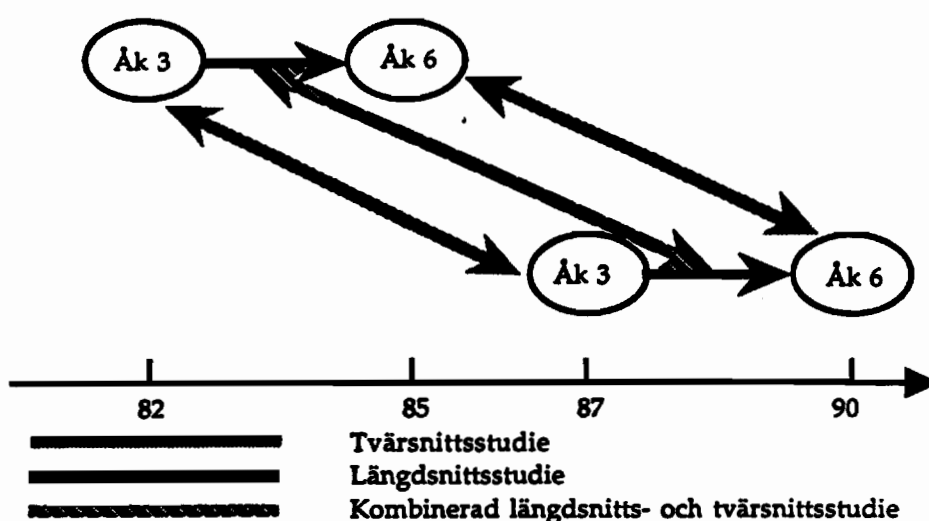 Åk 3 Åk 6
Åk 3 Åk 6
82 85 87 90
Tvärsnittsstudie
Längdsnittsstudie
Kombinerad längdsnitts- och tvärsnittsstudie